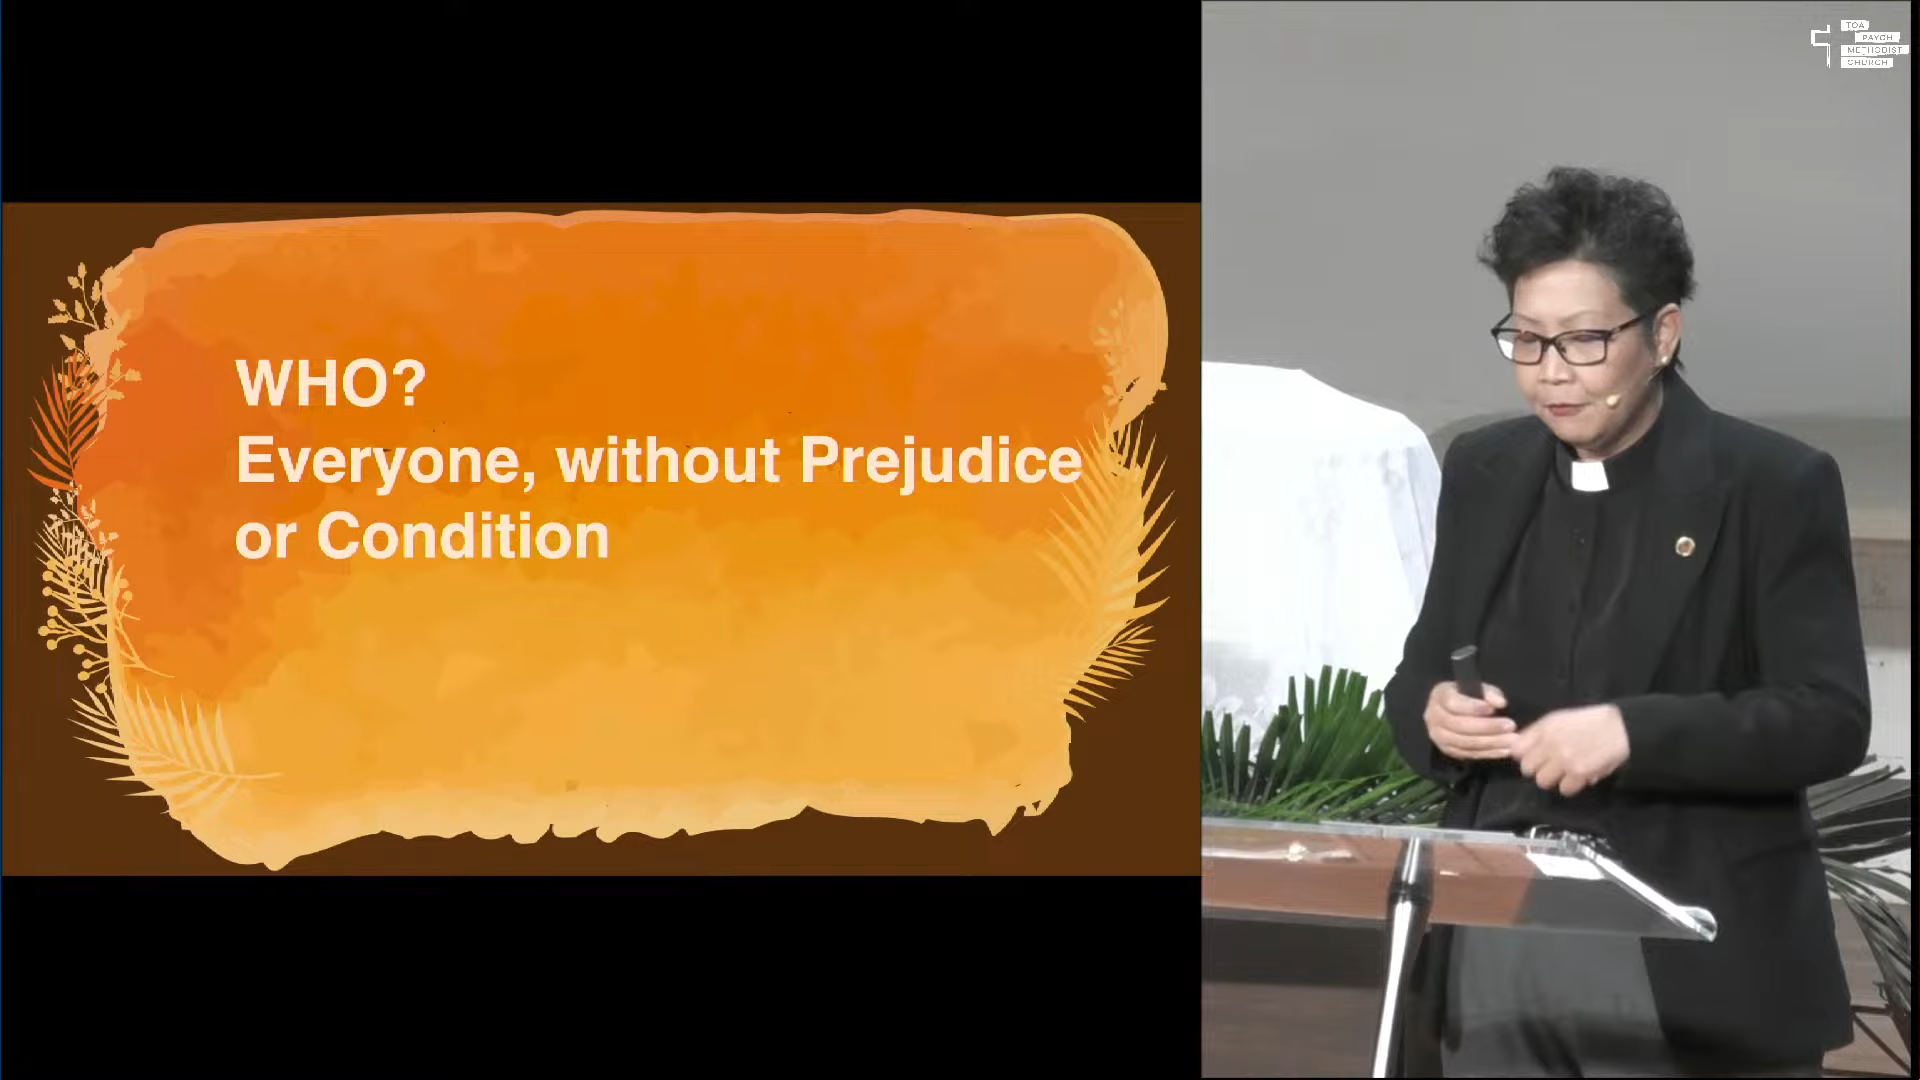 WHO?
Everyone, without Prejudice
or Condition
TOA
PAYOH
METHODIST
CHURCH